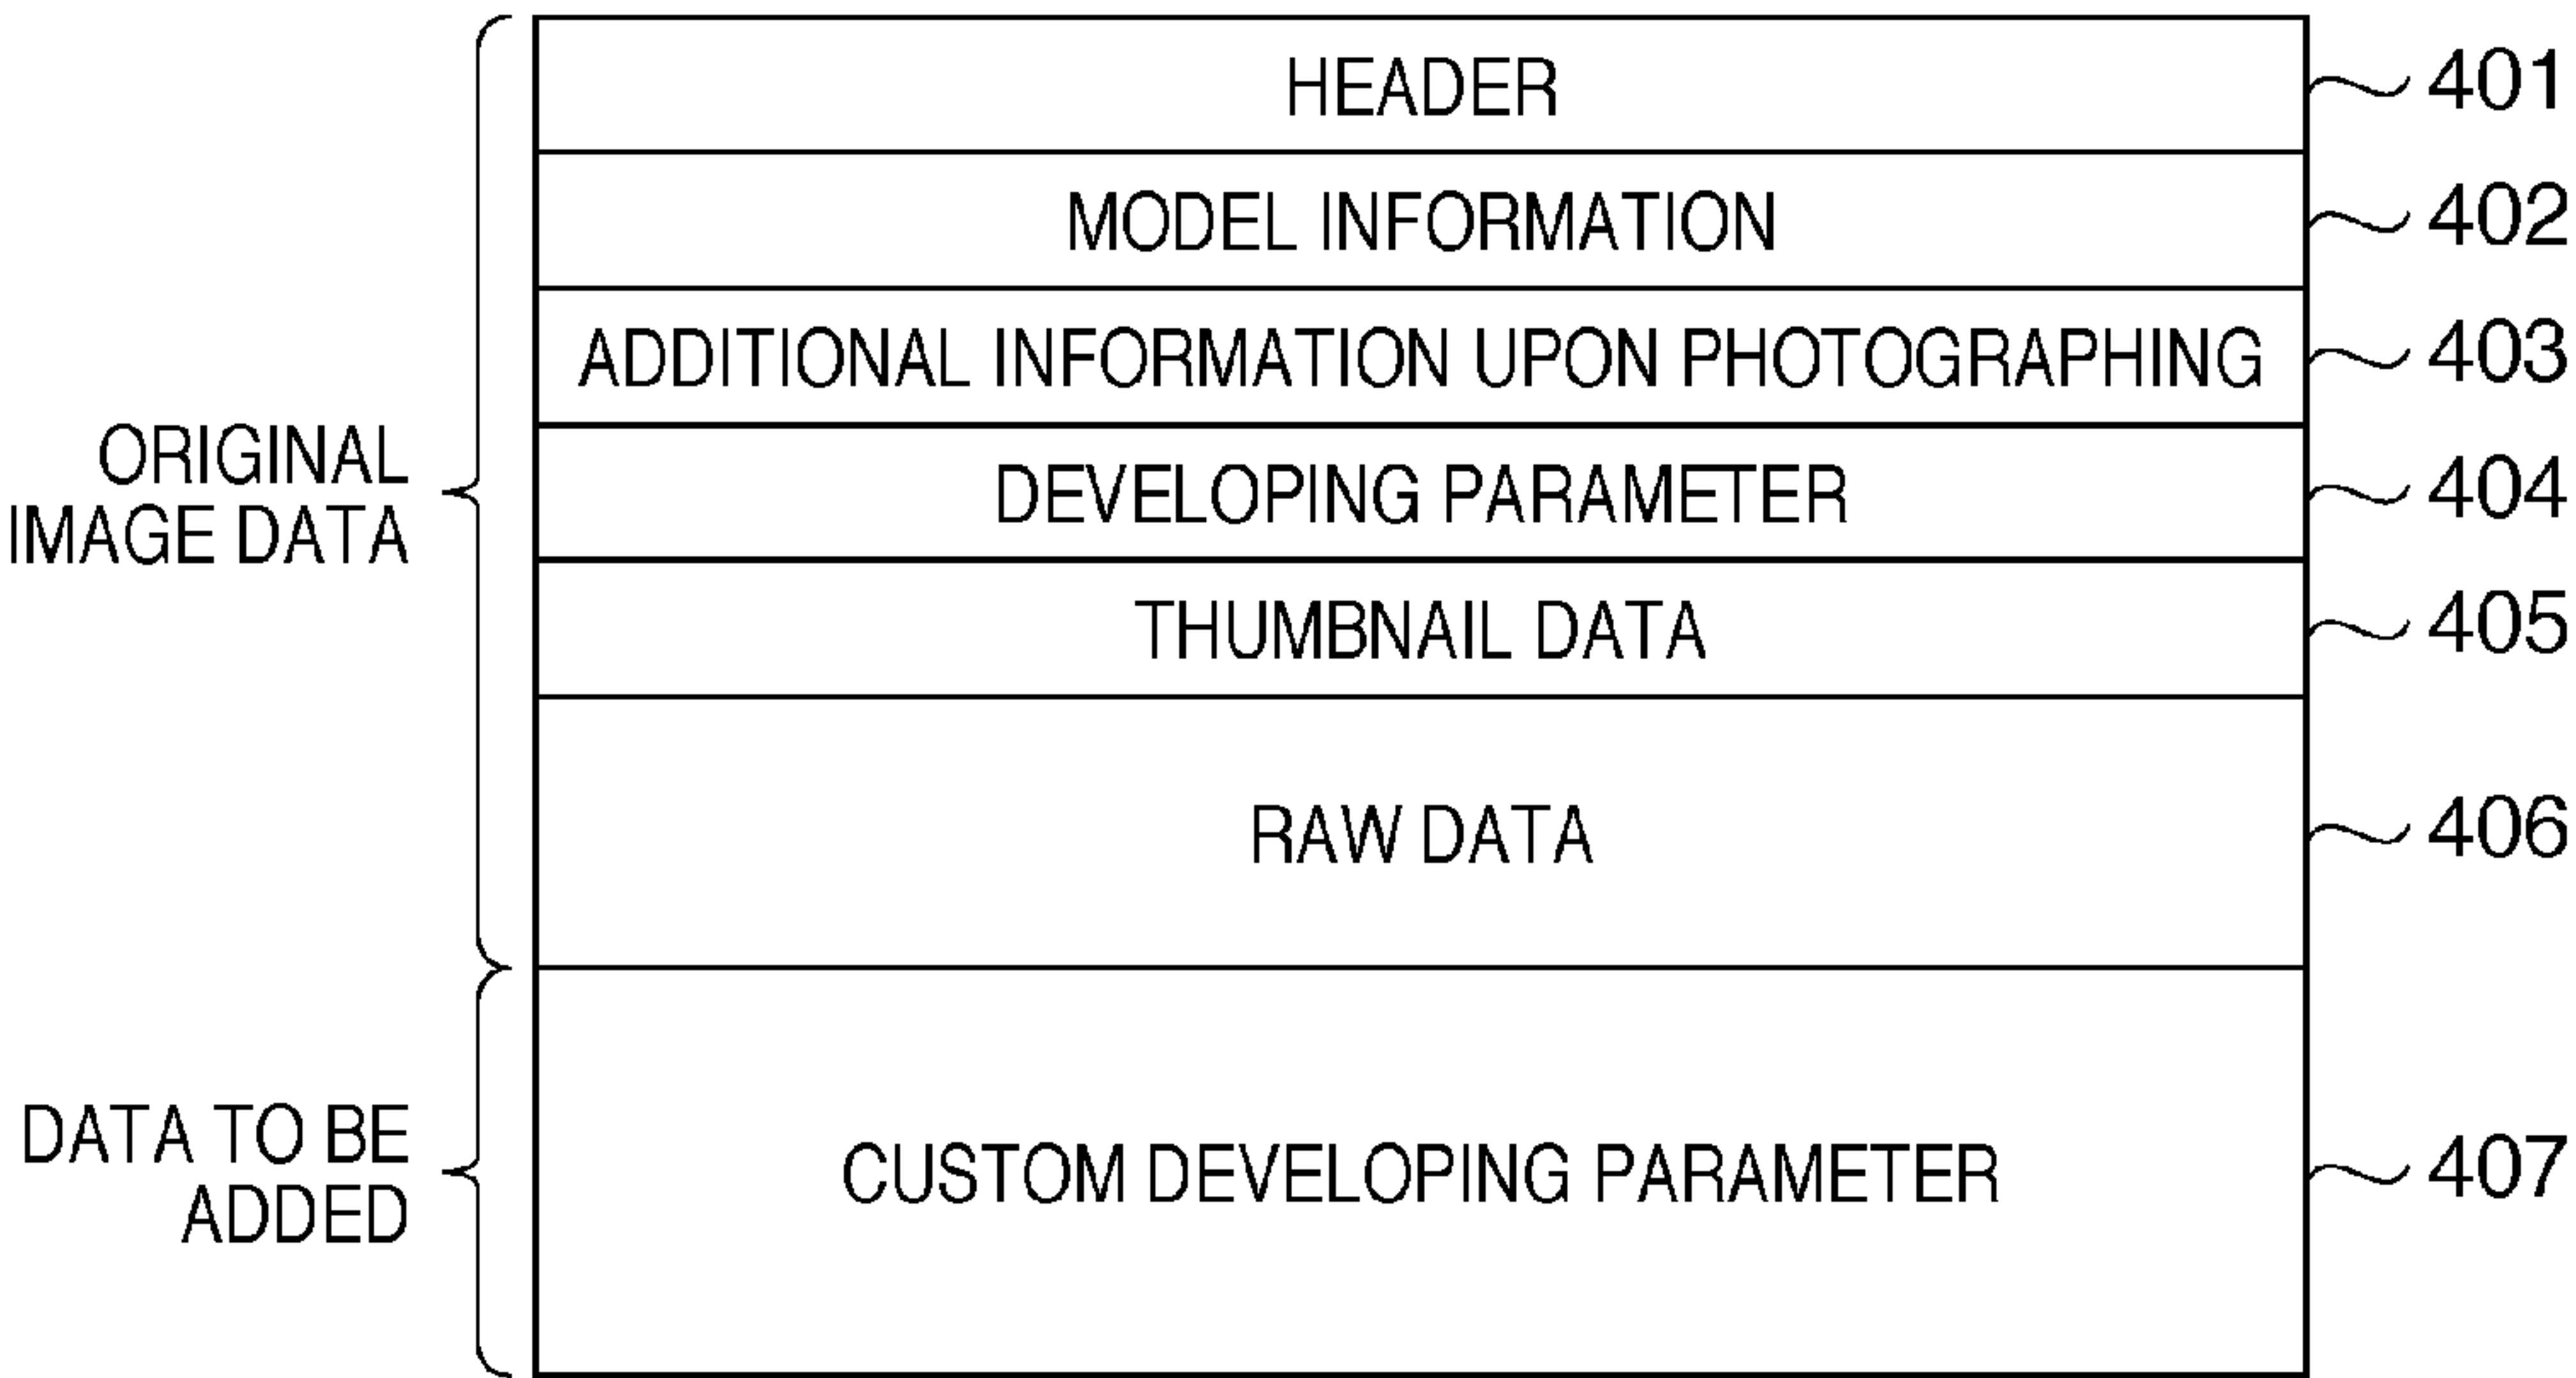 HEADER 401
MODEL INFORMATION 402
ADDITIONAL INFORMATION UPON PHOTOGRAPHING 403
ORIGINAL
IMAGE DATA
DEVELOPING PARAMETER 404
THUMBNAIL DATA 405
RAW DATA 406
DATA TO BE
ADDED
CUSTOM DEVELOPING PARAMETER 407